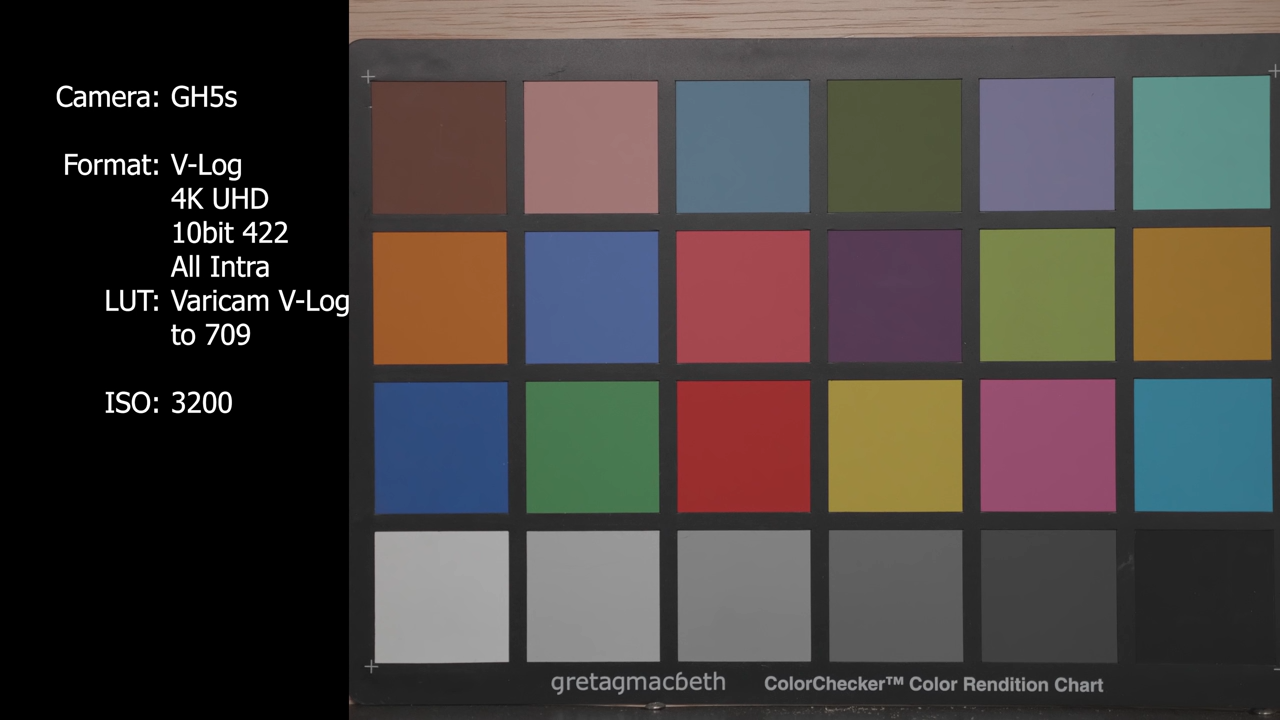 Camera: GH5s
Format: V-Log
4K UHD
10bit 422
All Intra
LUT: Varicam V-Log
to 709
ISO: 3200
gretagmacbeth
ColorChecker™ Color Rendition Chart